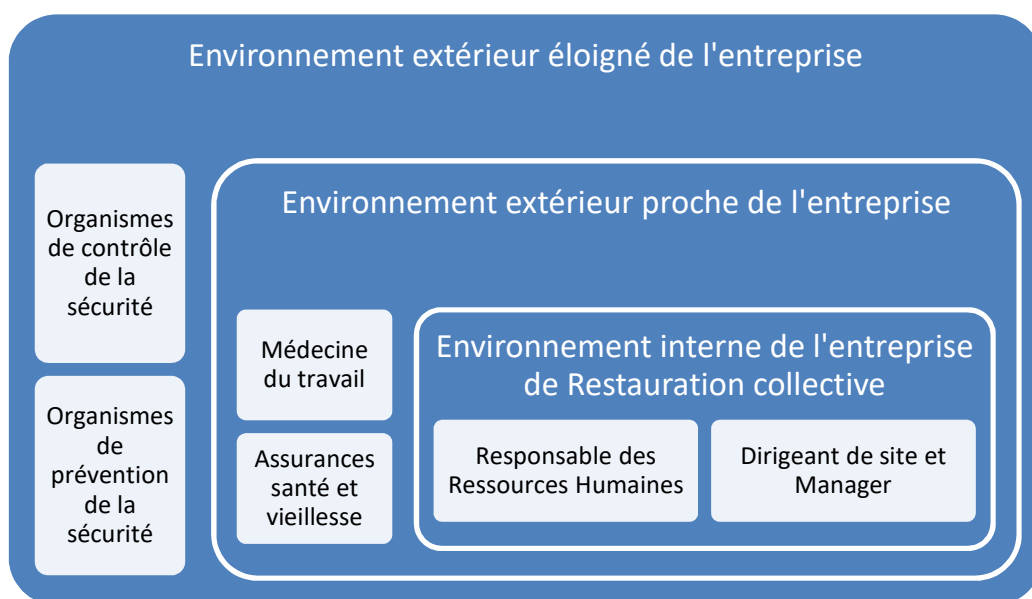 Environnement extérieur éloigné de l'entreprise
Organismes
de contrôle
de la
sécurité
Organismes
de
prévention
de la
sécurité
Environnement extérieur proche de l'entreprise
Médecine
du travail
Assurances
santé et
vieillesse
Environnement interne de l'entreprise
de Restauration collective
Responsable des
Ressources Humaines
Dirigeant de site et
Manager